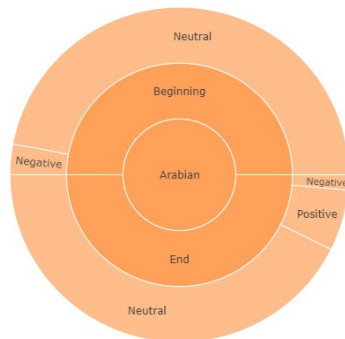 Neutral
Beginning
Negative
Arabian
Negative
Positive
End
Neutral